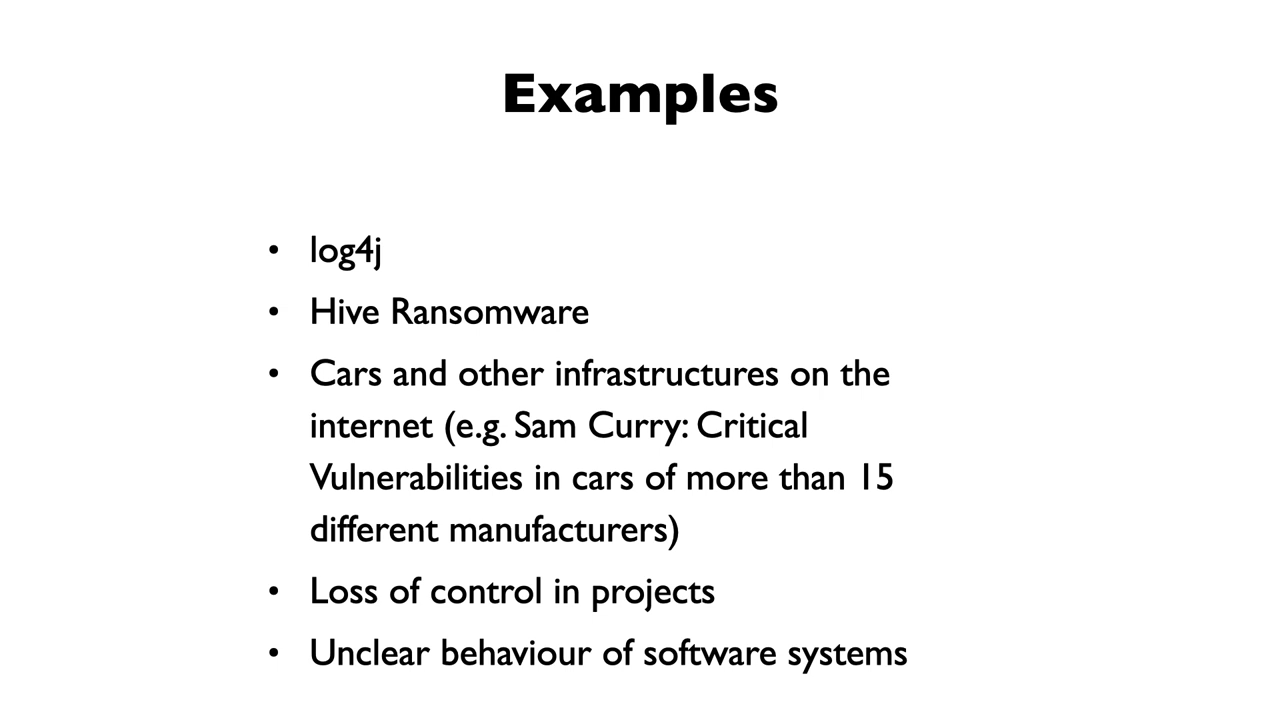 Examples
• log4j
• Hive Ransomware
• Cars and other infrastructures on the
internet (e.g. Sam Curry: Critical
Vulnerabilities in cars of more than 15
different manufacturers)
• Loss of control in projects
• Unclear behaviour of software systems